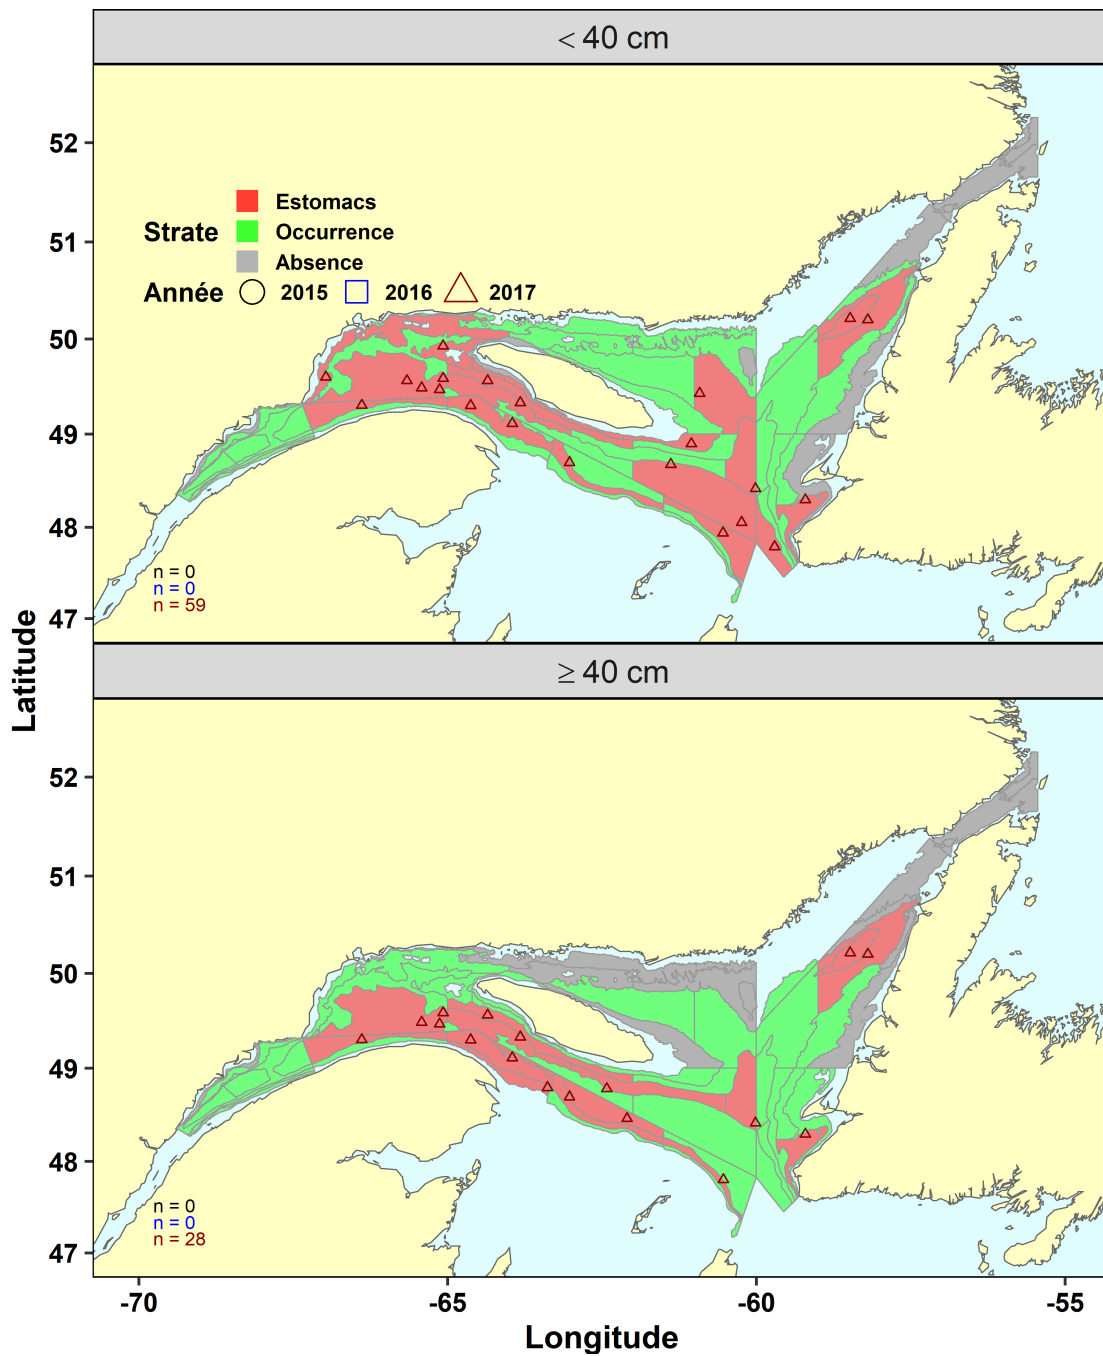 < 40 cm
52
51
50
49
48
47
Strate
Estomacs
Occurrence
Absence
Année 2015 2016 2017
n = 0
n = 0
n = 59
Latitude
≥ 40 cm
52
51
50
49
48
47
n = 0
n = 0
n = 28
-70 -65 -60 -55
Longitude